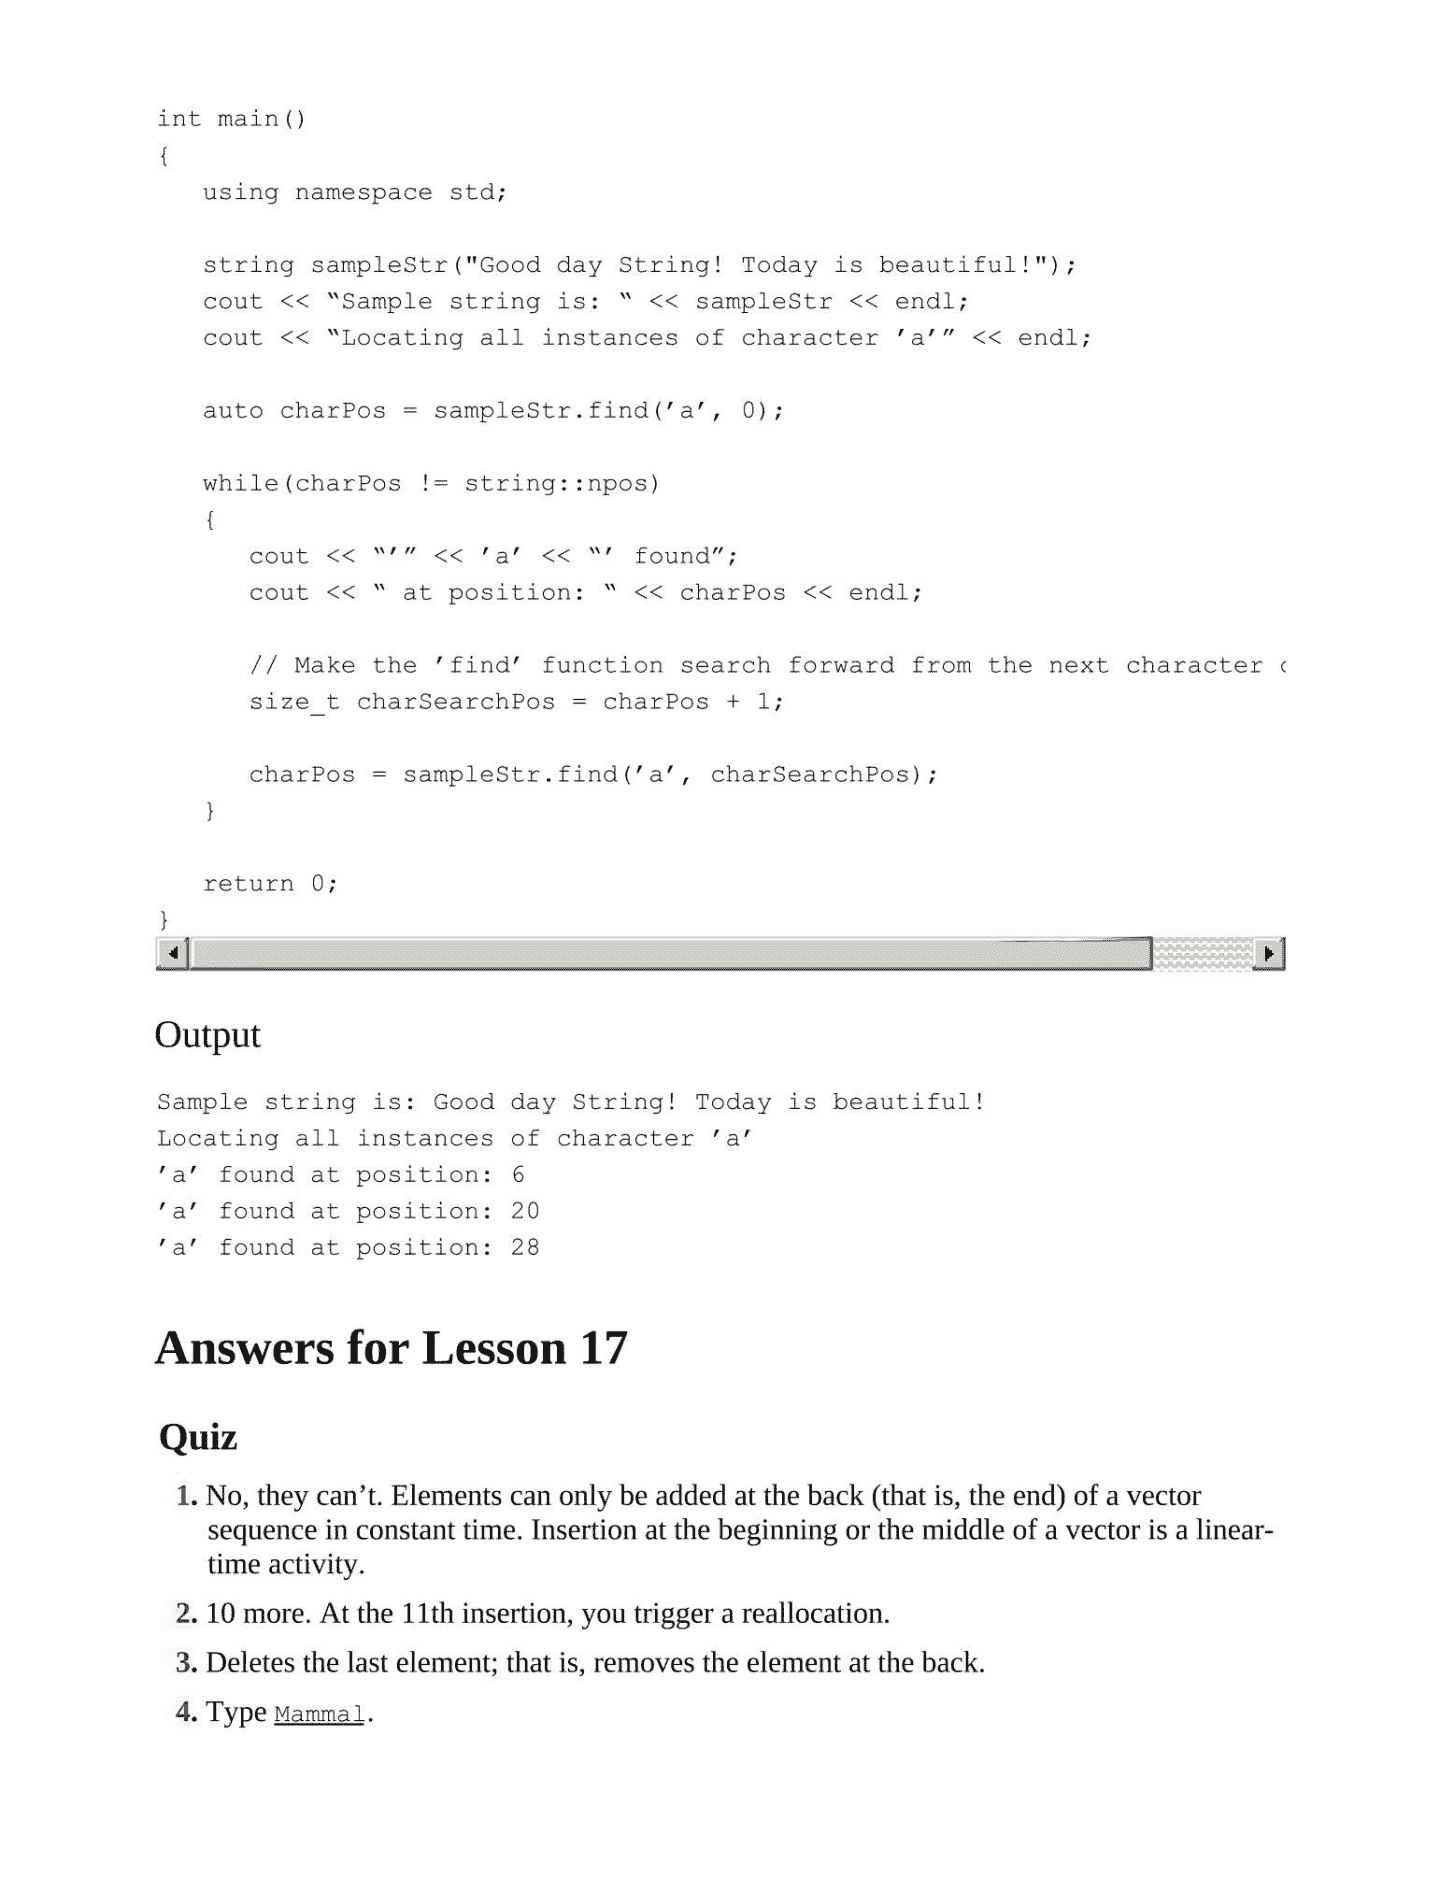 int main()
{
   using namespace std;

   string sampleStr("Good day String! Today is beautiful!");
   cout << “Sample string is: “ << sampleStr << endl;
   cout << “Locating all instances of character ’a’” << endl;

   auto charPos = sampleStr.find(’a’, 0);

   while(charPos != string::npos)
   {
      cout << “’” << ’a’ << “’ found”;
      cout << “ at position: “ << charPos << endl;

      // Make the ’find’ function search forward from the next character
      size_t charSearchPos = charPos + 1;

      charPos = sampleStr.find(’a’, charSearchPos);
   }

   return 0;
}
Output
Sample string is: Good day String! Today is beautiful!
Locating all instances of character ’a’
’a’ found at position: 6
’a’ found at position: 20
’a’ found at position: 28
Answers for Lesson 17
Quiz
1. No, they can’t. Elements can only be added at the back (that is, the end) of a vector
sequence in constant time. Insertion at the beginning or the middle of a vector is a linear-
time activity.
2. 10 more. At the 11th insertion, you trigger a reallocation.
3. Deletes the last element; that is, removes the element at the back.
4. Type Mammal.